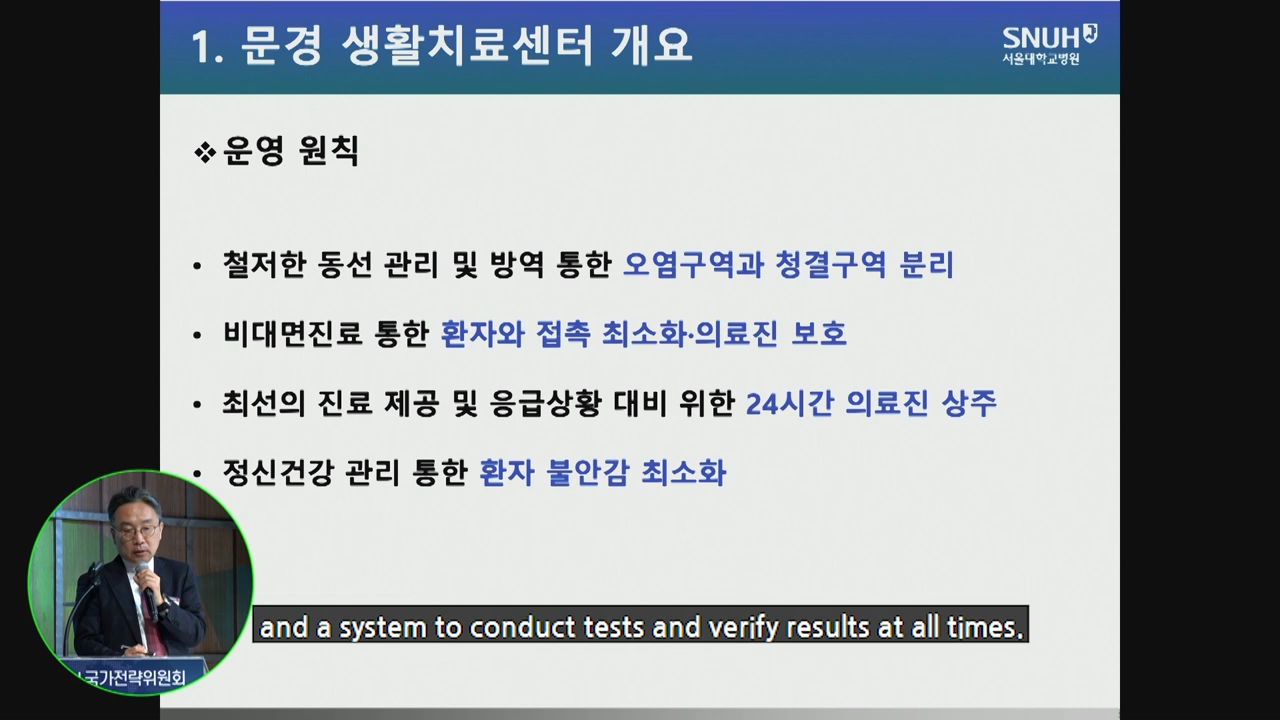 1. 문경 생활치료센터 개요
SNUH
서울대학교병원
❖운영 원칙
• 철저한 동선 관리 및 방역 통한 오염구역과 청결구역 분리
• 비대면진료 통한 환자와 접촉 최소화·의료진 보호
• 최선의 진료 제공 및 응급상황 대비 위한 24시간 의료진 상주
• 정신건강 관리 통한 환자 불안감 최소화
and a system to conduct tests and verify results at all times.
국가전략위원회